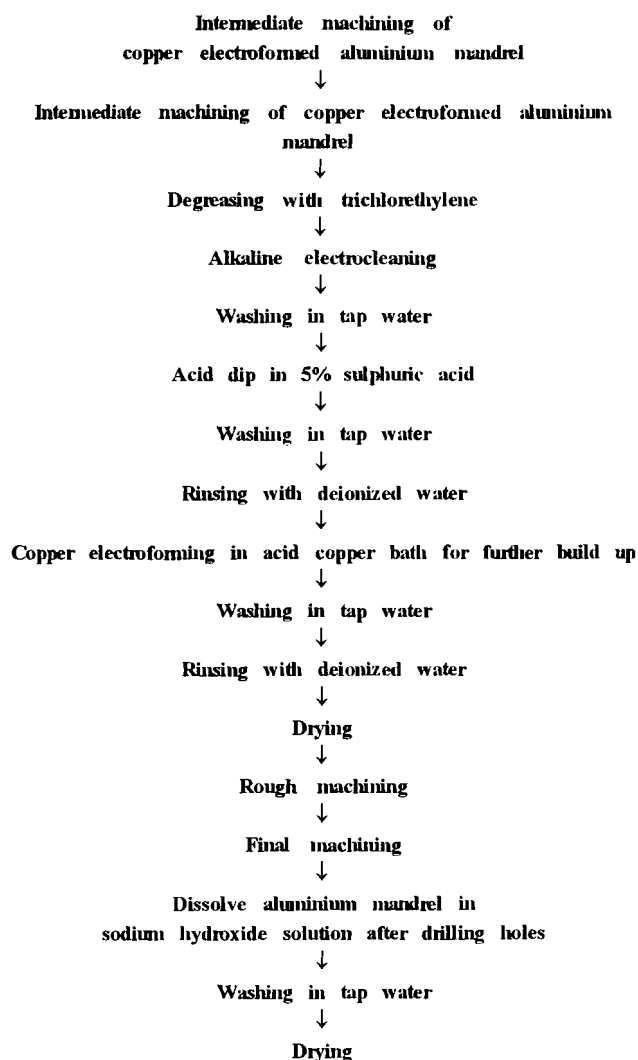 Intermediate machining of
copper electroformed aluminium mandrel
↓
Intermediate machining of copper electroformed aluminium
mandrel
↓
Degreasing with trichlorethylene
↓
Alkaline electrocleaning
↓
Washing in tap water
↓
Acid dip in 5% sulphuric acid
↓
Washing in tap water
↓
Rinsing with deionized water
↓
Copper electroforming in acid copper bath for further build up
↓
Washing in tap water
↓
Rinsing with deionized water
↓
Drying
↓
Rough machining
↓
Final machining
↓
Dissolve aluminium mandrel in
sodium hydroxide solution after drilling holes
↓
Washing in tap water
↓
Drying